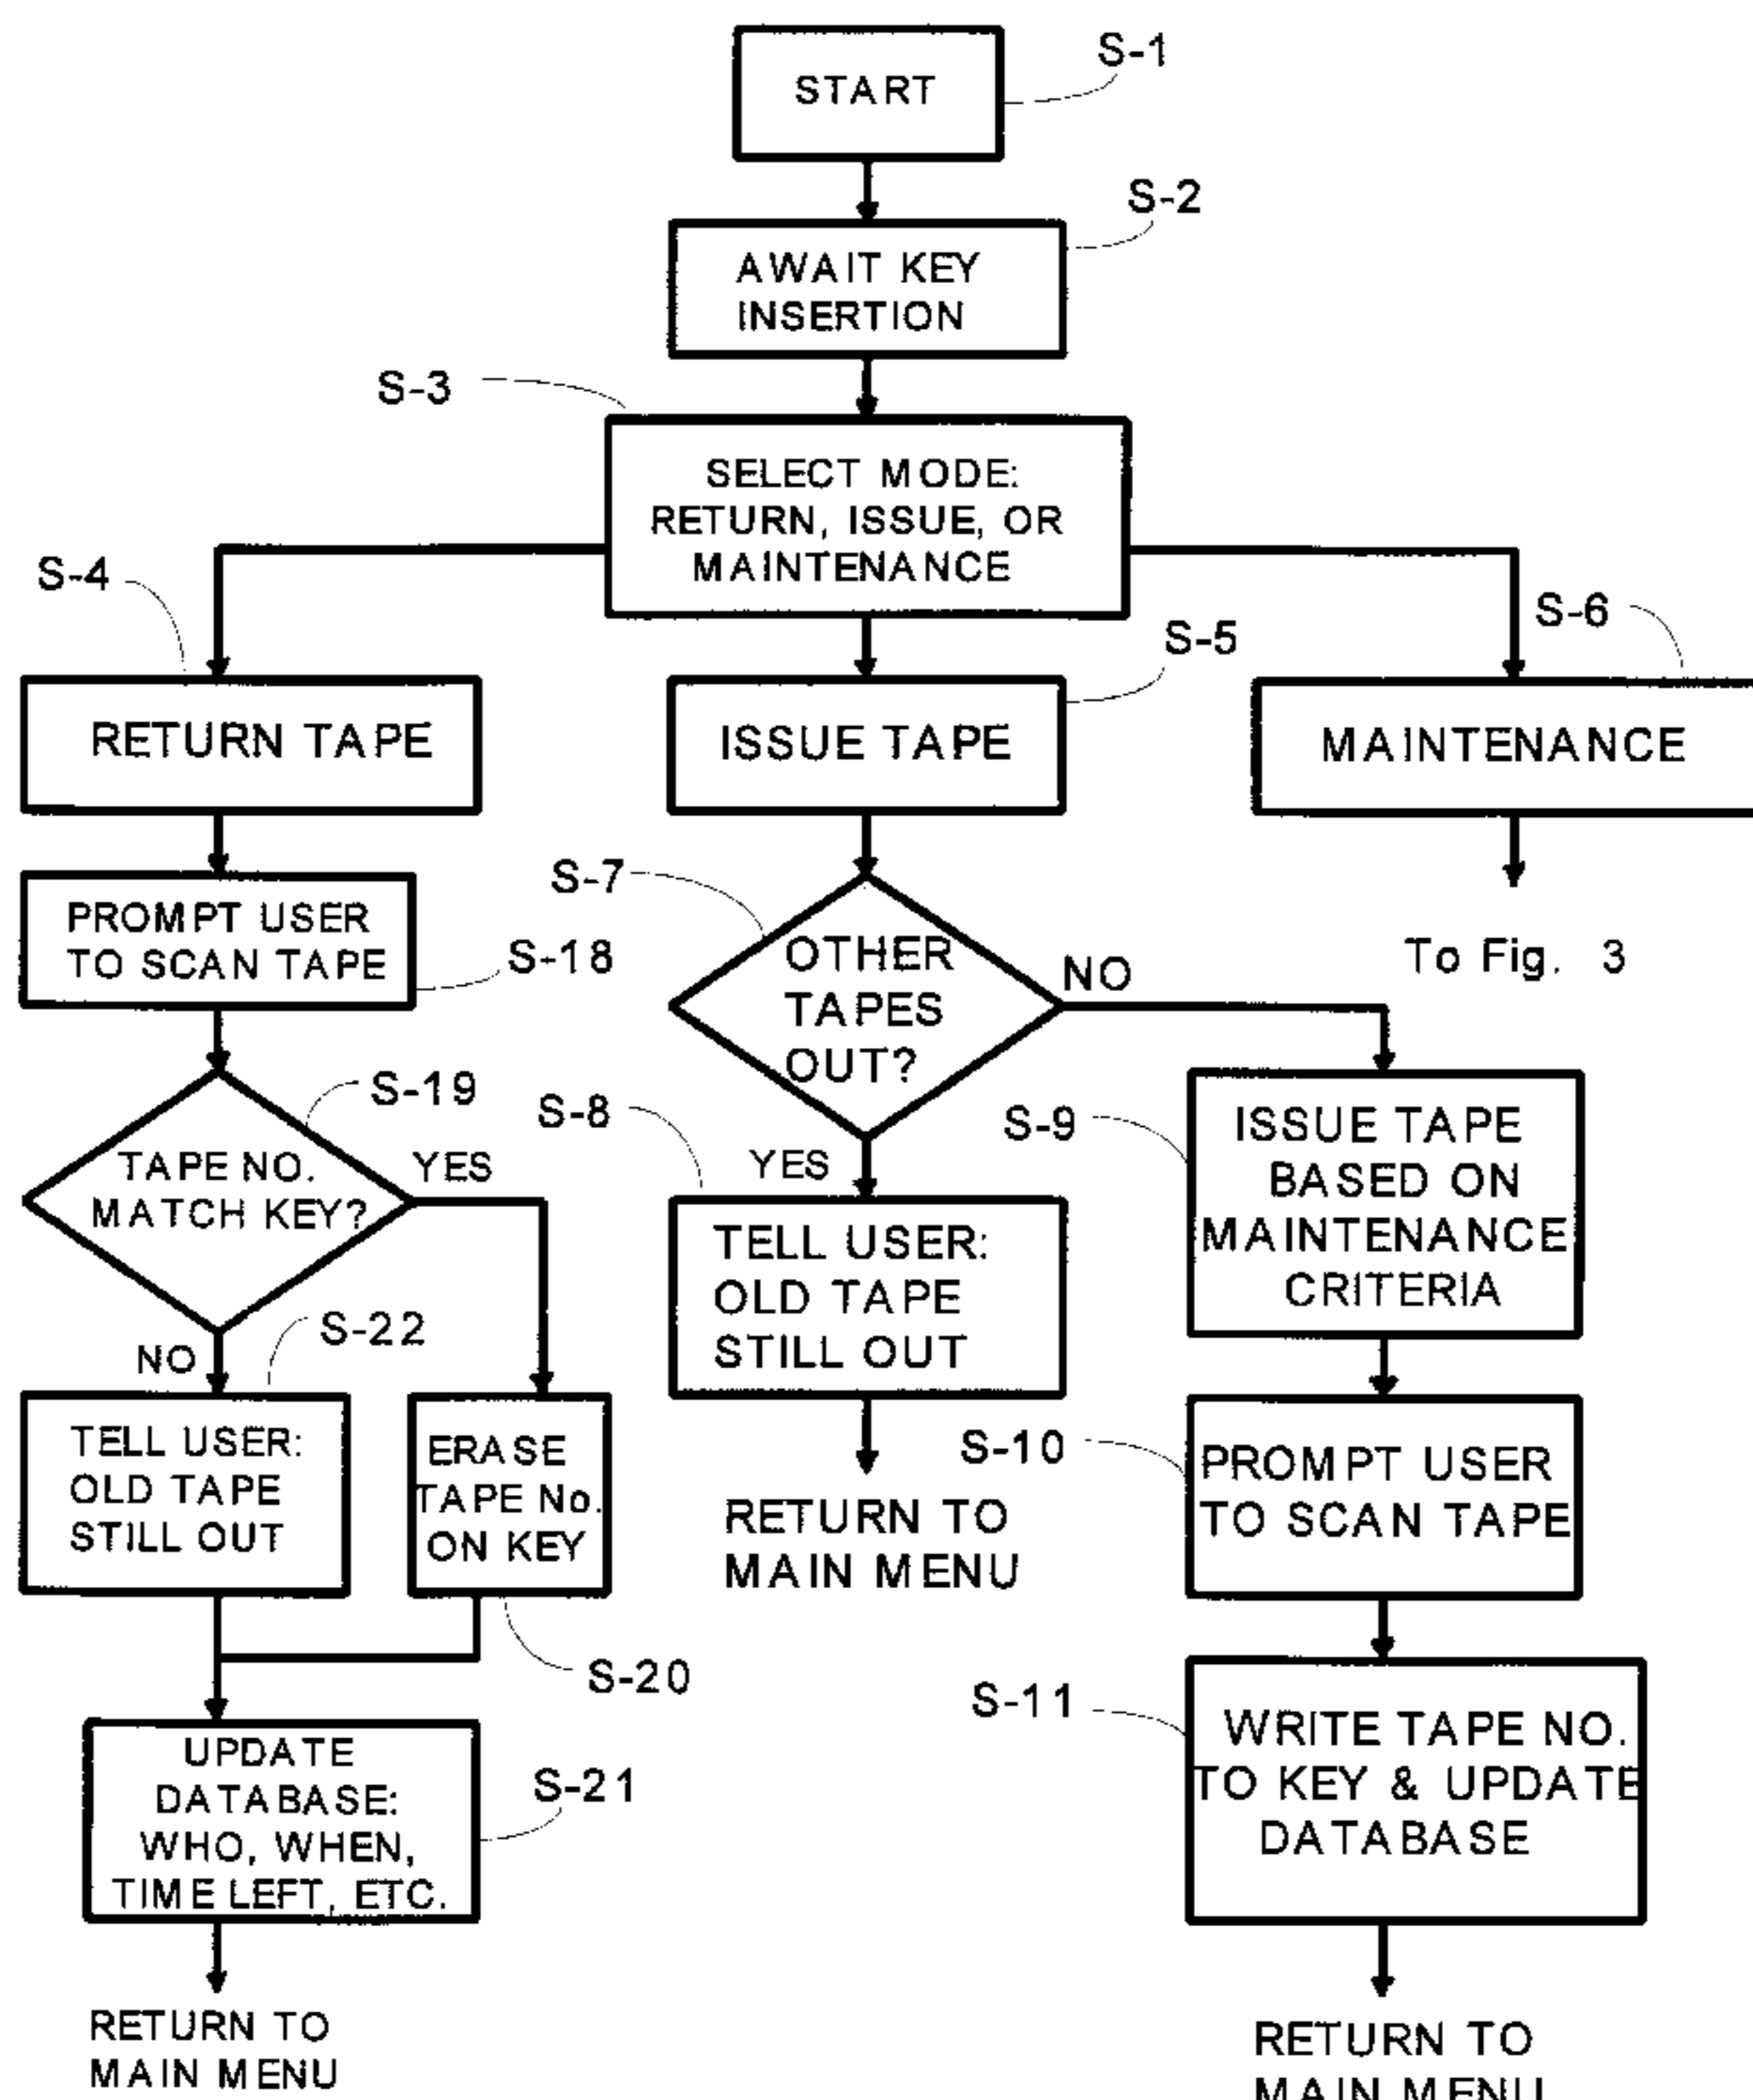 S-1
START
S-2
AWAIT KEY
INSERTION
S-3
SELECT MODE:
RETURN, ISSUE, OR
MAINTENANCE
S-4
RETURN TAPE
S-5
ISSUE TAPE
S-6
MAINTENANCE
To Fig. 3
PROMPT USER
TO SCAN TAPE
S-18
S-19
TAPE NO.
MATCH KEY?
YES
NO
S-22
TELL USER:
OLD TAPE
STILL OUT
ERASE
TAPE No.
ON KEY
S-20
UPDATE
DATABASE:
WHO, WHEN,
TIME LEFT, ETC.
S-21
RETURN TO
MAIN MENU
S-7
OTHER
TAPES
OUT?
NO
YES
S-8
TELL USER:
OLD TAPE
STILL OUT
RETURN TO
MAIN MENU
S-9
ISSUE TAPE
BASED ON
MAINTENANCE
CRITERIA
S-10
PROMPT USER
TO SCAN TAPE
S-11
WRITE TAPE NO.
TO KEY & UPDATE
DATABASE
RETURN TO
MAIN MENU